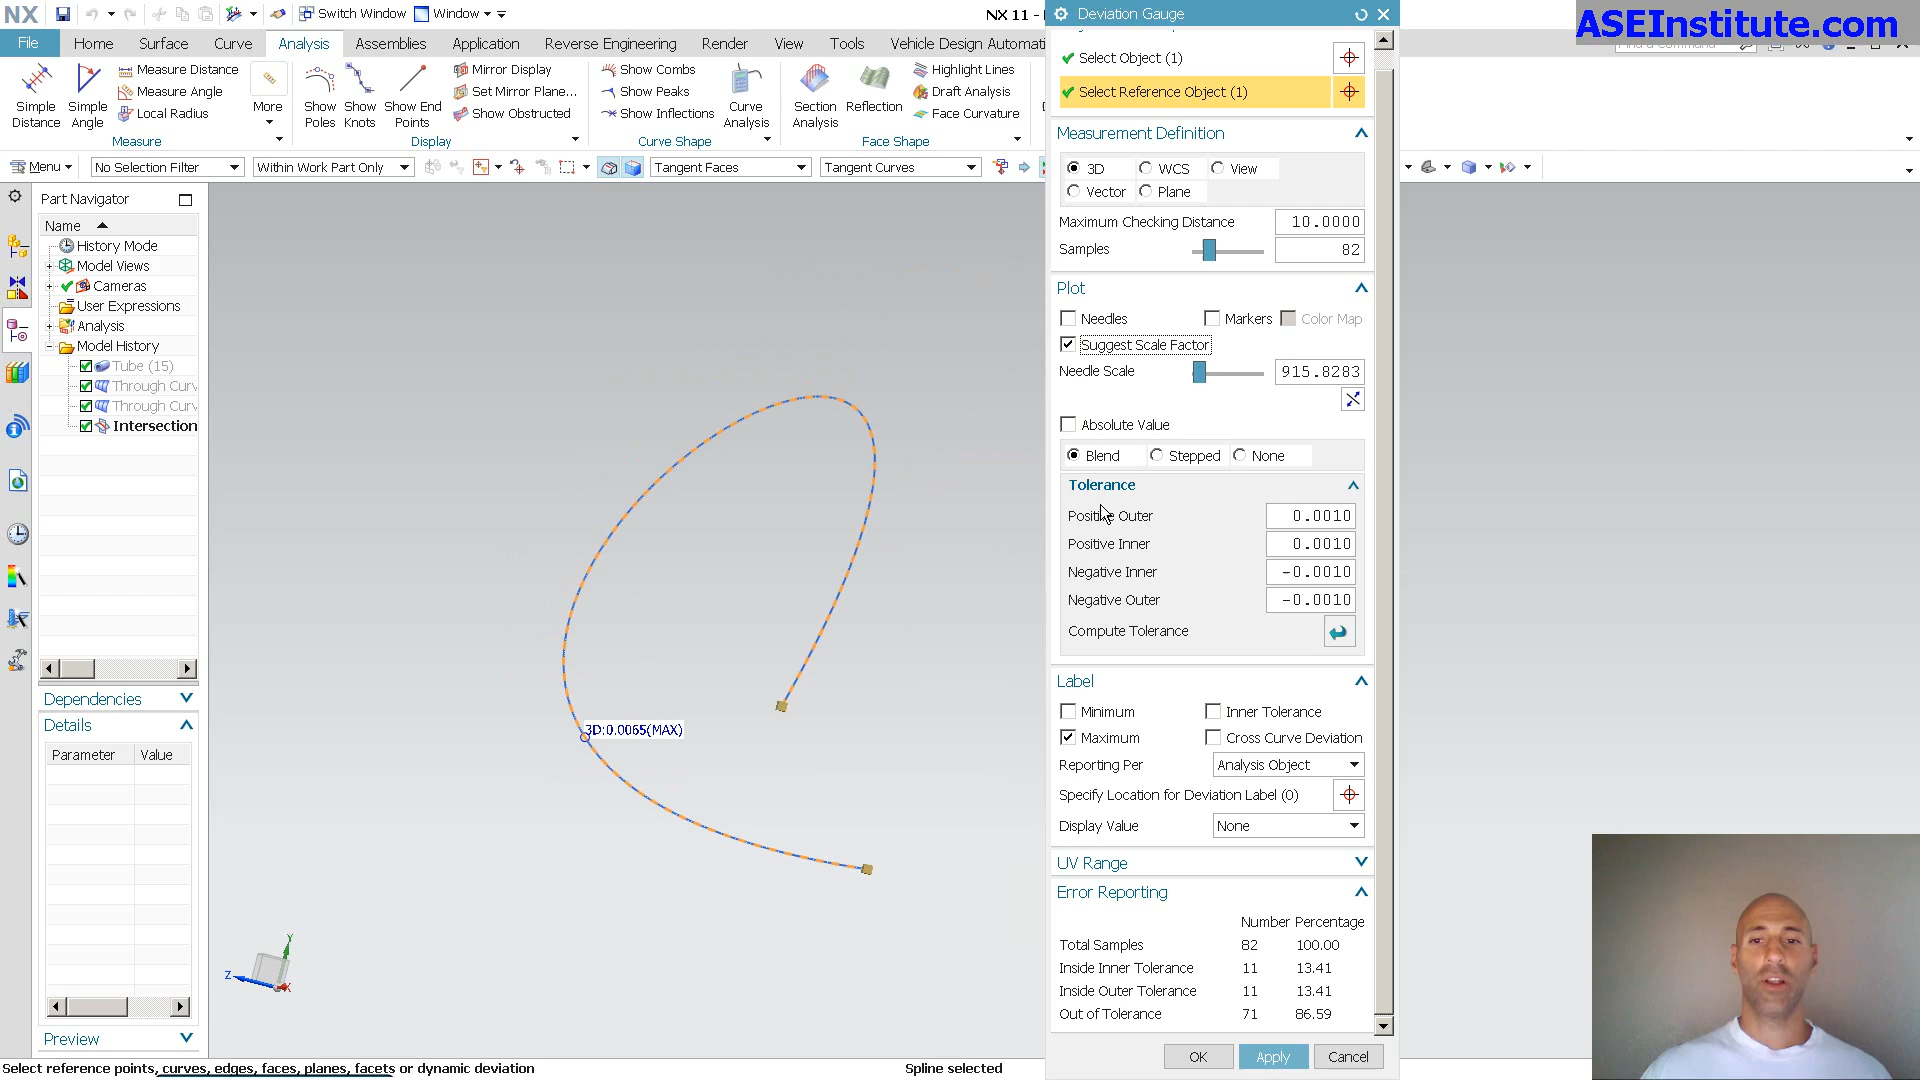 NX
Switch Window
Window
NX 11 -
Deviation Gauge
ASEInstitute.com
File
Home
Surface
Curve
Analysis
Assemblies
Application
Reverse Engineering
Render
View
Tools
Vehicle Design Automati
Simple
Distance
Simple
Angle
Measure Distance
Measure Angle
Local Radius
More
Measure
Show
Poles
Show
Knots
Show End
Points
Mirror Display
Set Mirror Plane...
Show Obstructed
Display
Show Combs
Show Peaks
Show Inflections
Curve
Analysis
Curve Shape
Section
Analysis
Reflection
Highlight Lines
Draft Analysis
Face Curvature
Face Shape
Menu
No Selection Filter
Within Work Part Only
Tangent Faces
Tangent Curves
Part Navigator
Name
History Mode
Model Views
Cameras
User Expressions
Analysis
Model History
Tube (15)
Through Curv
Through Curv
Intersection
Dependencies
Details
Parameter Value
Preview
3D:0.0065(MAX)
Y
Z
X
Select Object (1)
Select Reference Object (1)
Measurement Definition
3D WCS View
Vector Plane
Maximum Checking Distance 10.0000
Samples 82
Plot
Needles Markers Color Map
Suggest Scale Factor
Needle Scale 915.8283
Absolute Value
Blend Stepped None
Tolerance
Positive Outer 0.0010
Positive Inner 0.0010
Negative Inner -0.0010
Negative Outer -0.0010
Compute Tolerance
Label
Minimum Inner Tolerance
Maximum Cross Curve Deviation
Reporting Per Analysis Object
Specify Location for Deviation Label (0)
Display Value None
UV Range
Error Reporting
Number Percentage
Total Samples 82 100.00
Inside Inner Tolerance 11 13.41
Inside Outer Tolerance 11 13.41
Out of Tolerance 71 86.59
OK Apply Cancel
Select reference points, curves, edges, faces, planes, facets or dynamic deviation
Spline selected